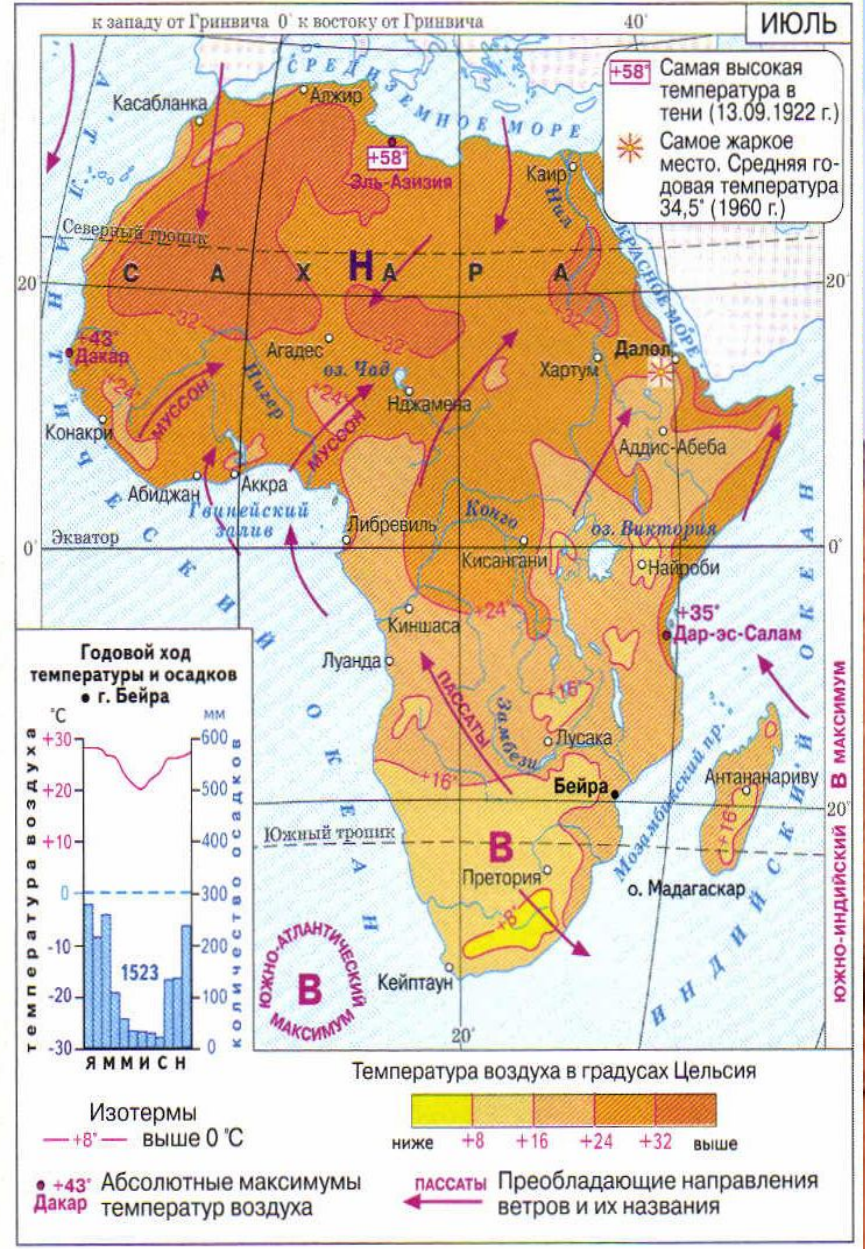 к западу от Гринвича 0° к востоку от Гринвича
40°
ИЮЛЬ
+58° Самая высокая
температура в
тени (13.09.1922 г.)
Самое жаркое
место. Средняя го-
довая температура
34,5° (1960 г.)
СРЕДИЗЕМНОЕ МОРЕ
АТЛАНТИЧЕСКИЙ ОКЕАН
Касабланка
Алжир
+58°
Эль-Азизия
Каир
Нил
КРАСНОЕ МОРЕ
Северный тропик
САХАРА
Н
20°
20°
+32°
+32°
+32°
+43°
Дакар
Агадес
оз. Чад
Хартум
Далол
+24°
МУССОН
Нигер
+24°
МУССОН
Нджамена
Конакри
Аддис-Абеба
Абиджан
Аккра
Гвинейский
залив
Либревиль
Конго
оз. Виктория
0°
Экватор
Кисангани
Найроби
0°
+24°
Киншаса
+35°
Дар-эс-Салам
Луанда
ПАССАТЫ
Замбези
+16°
Лусака
+16°
Бейра
Мозамбикский пр.
Антананариву
+16°
20°
ИНДИЙСКИЙ ОКЕАН
ЮЖНО-ИНДИЙСКИЙ В МАКСИМУМ
Южный тропик
В
Претория
о. Мадагаскар
+8°
Кейптаун
20°
ЮЖНО-АТЛАНТИЧЕСКИЙ
В
МАКСИМУМ
Годовой ход
температуры и осадков
г. Бейра
°C
мм
+30
600
+20
500
+10
400
0
300
-10
200
-20
100
-30
0
1523
температура воздуха
количество осадков
Я М М И С Н
Температура воздуха в градусах Цельсия
ниже +8 +16 +24 +32 выше
Изотермы
+8° выше 0 °C
+43° Абсолютные максимумы
Дакар температур воздуха
ПАССАТЫ Преобладающие направления
ветров и их названия